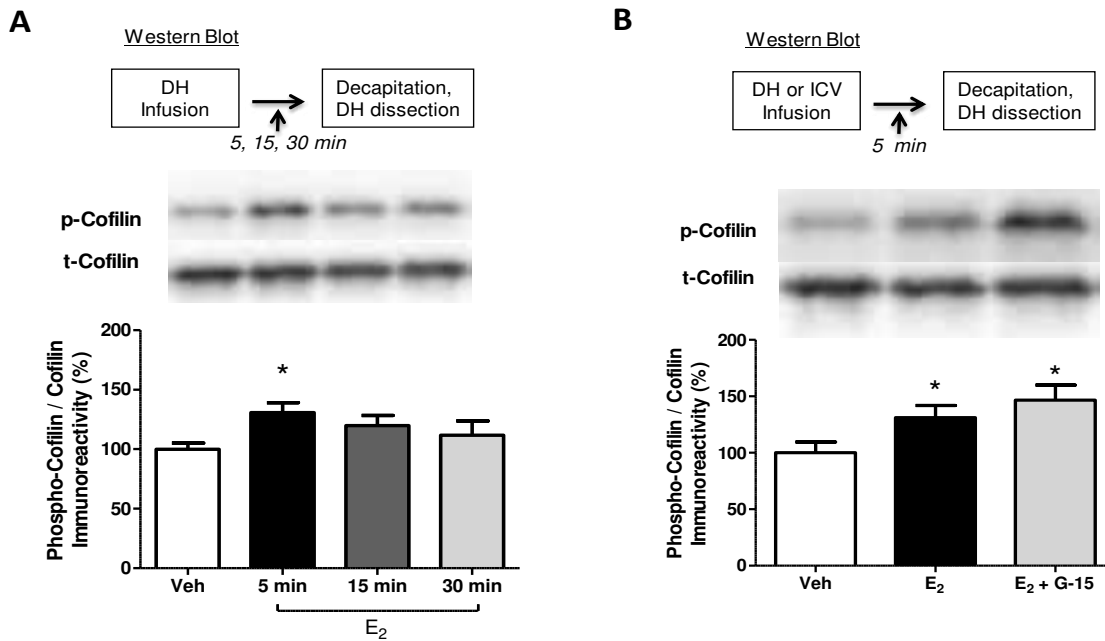 A
Western Blot
DH
Infusion
Decapitation,
DH dissection
5, 15, 30 min
p-Cofilin
t-Cofilin
Phospho-Cofilin / Cofilin
Immunoreactivity (%)
200
150
100
50
0
*
Veh
5 min
15 min
30 min
E₂
B
Western Blot
DH or ICV
Infusion
Decapitation,
DH dissection
5 min
p-Cofilin
t-Cofilin
Phospho-Cofilin / Cofilin
Immunoreactivity (%)
200
150
100
50
0
*
*
Veh
E₂
E₂ + G-15